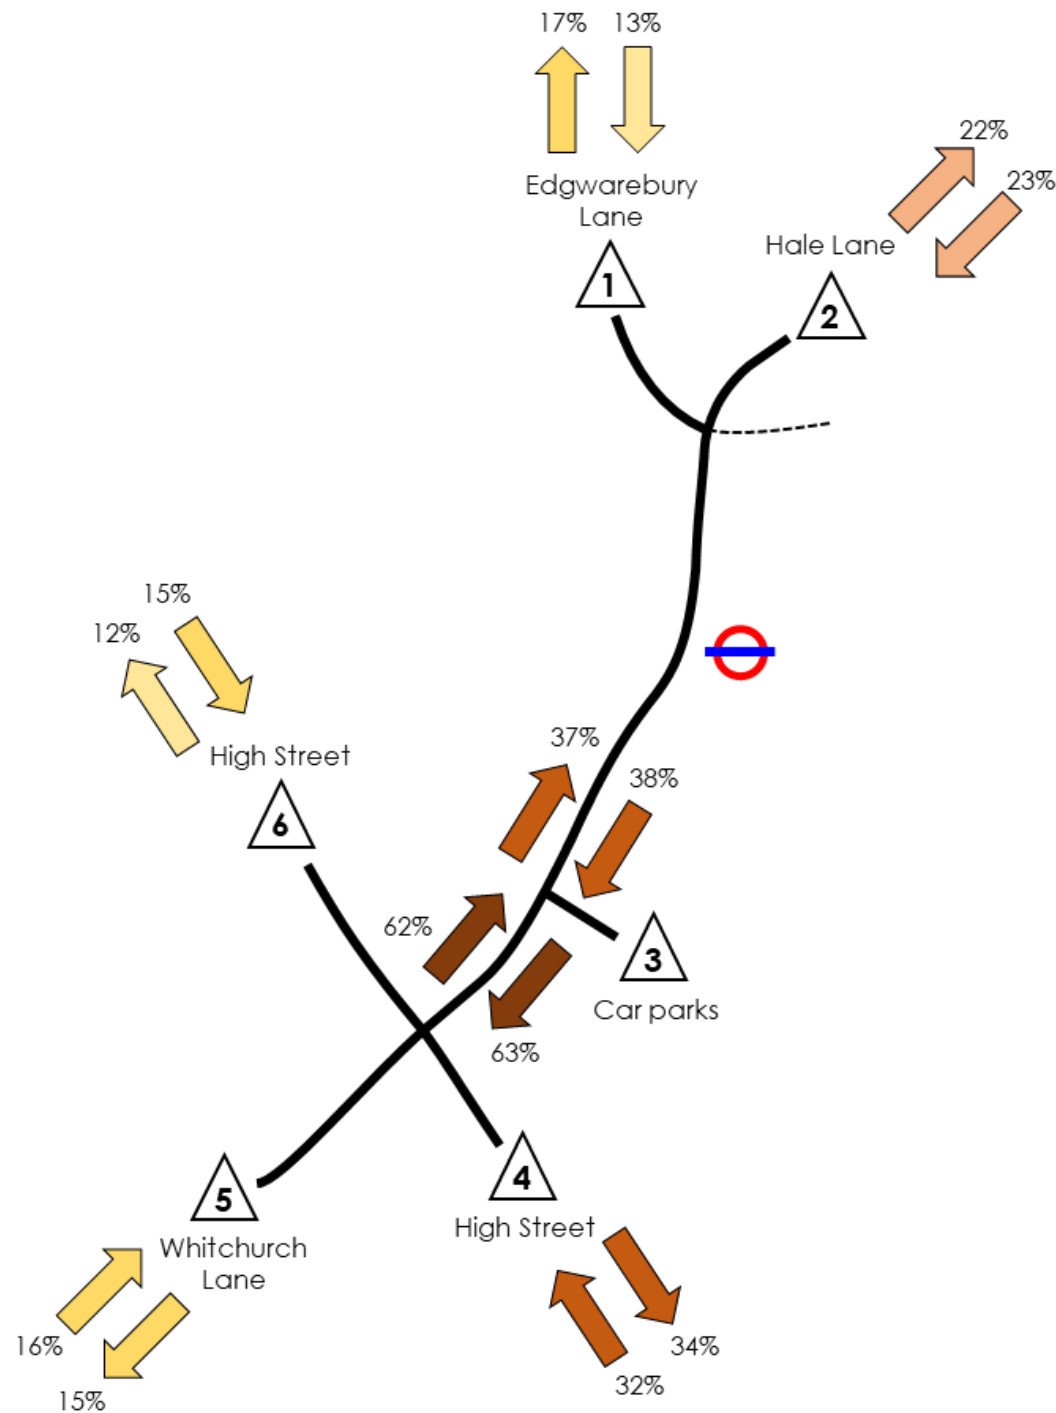 17% 13%
Edgwarebury
Lane
1
22%
23%
Hale Lane
2
15%
12%
High Street
6
37%
38%
62%
63%
3
Car parks
4
High Street
34%
32%
5
Whitchurch
Lane
16%
15%